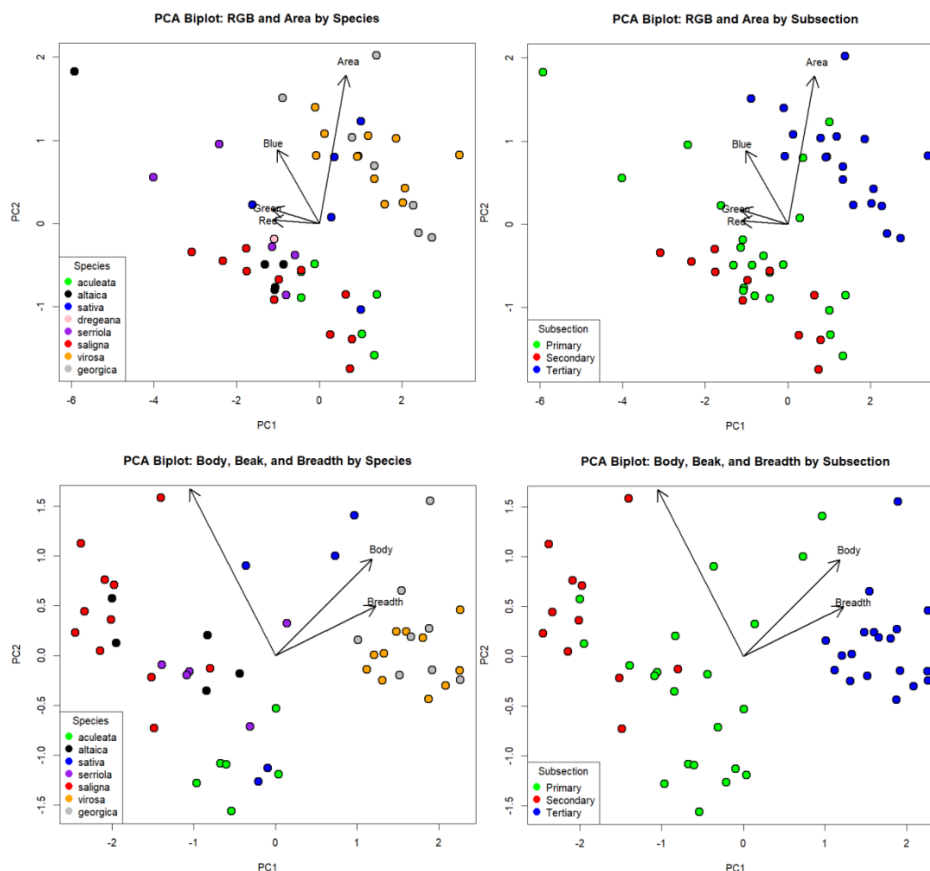 PCA Biplot: RGB and Area by Species
PC2
2
1
0
-1
Area
Blue
Green
Red
Species
aculeata
altaica
sativa
dregeana
serriola
saligna
virosa
georgica
-6
-4
-2
0
2
PC1
PCA Biplot: RGB and Area by Subsection
PC2
2
1
0
-1
Area
Blue
Green
Red
Subsection
Primary
Secondary
Tertiary
-6
-4
-2
0
2
PC1
PCA Biplot: Body, Beak, and Breadth by Species
PC2
1.5
1.0
0.5
0.0
-0.5
-1.0
-1.5
Body
Breadth
Species
aculeata
altaica
sativa
serriola
saligna
virosa
georgica
-2
-1
0
1
2
PC1
PCA Biplot: Body, Beak, and Breadth by Subsection
PC2
1.5
1.0
0.5
0.0
-0.5
-1.0
-1.5
Body
Breadth
Subsection
Primary
Secondary
Tertiary
-2
-1
0
1
2
PC1